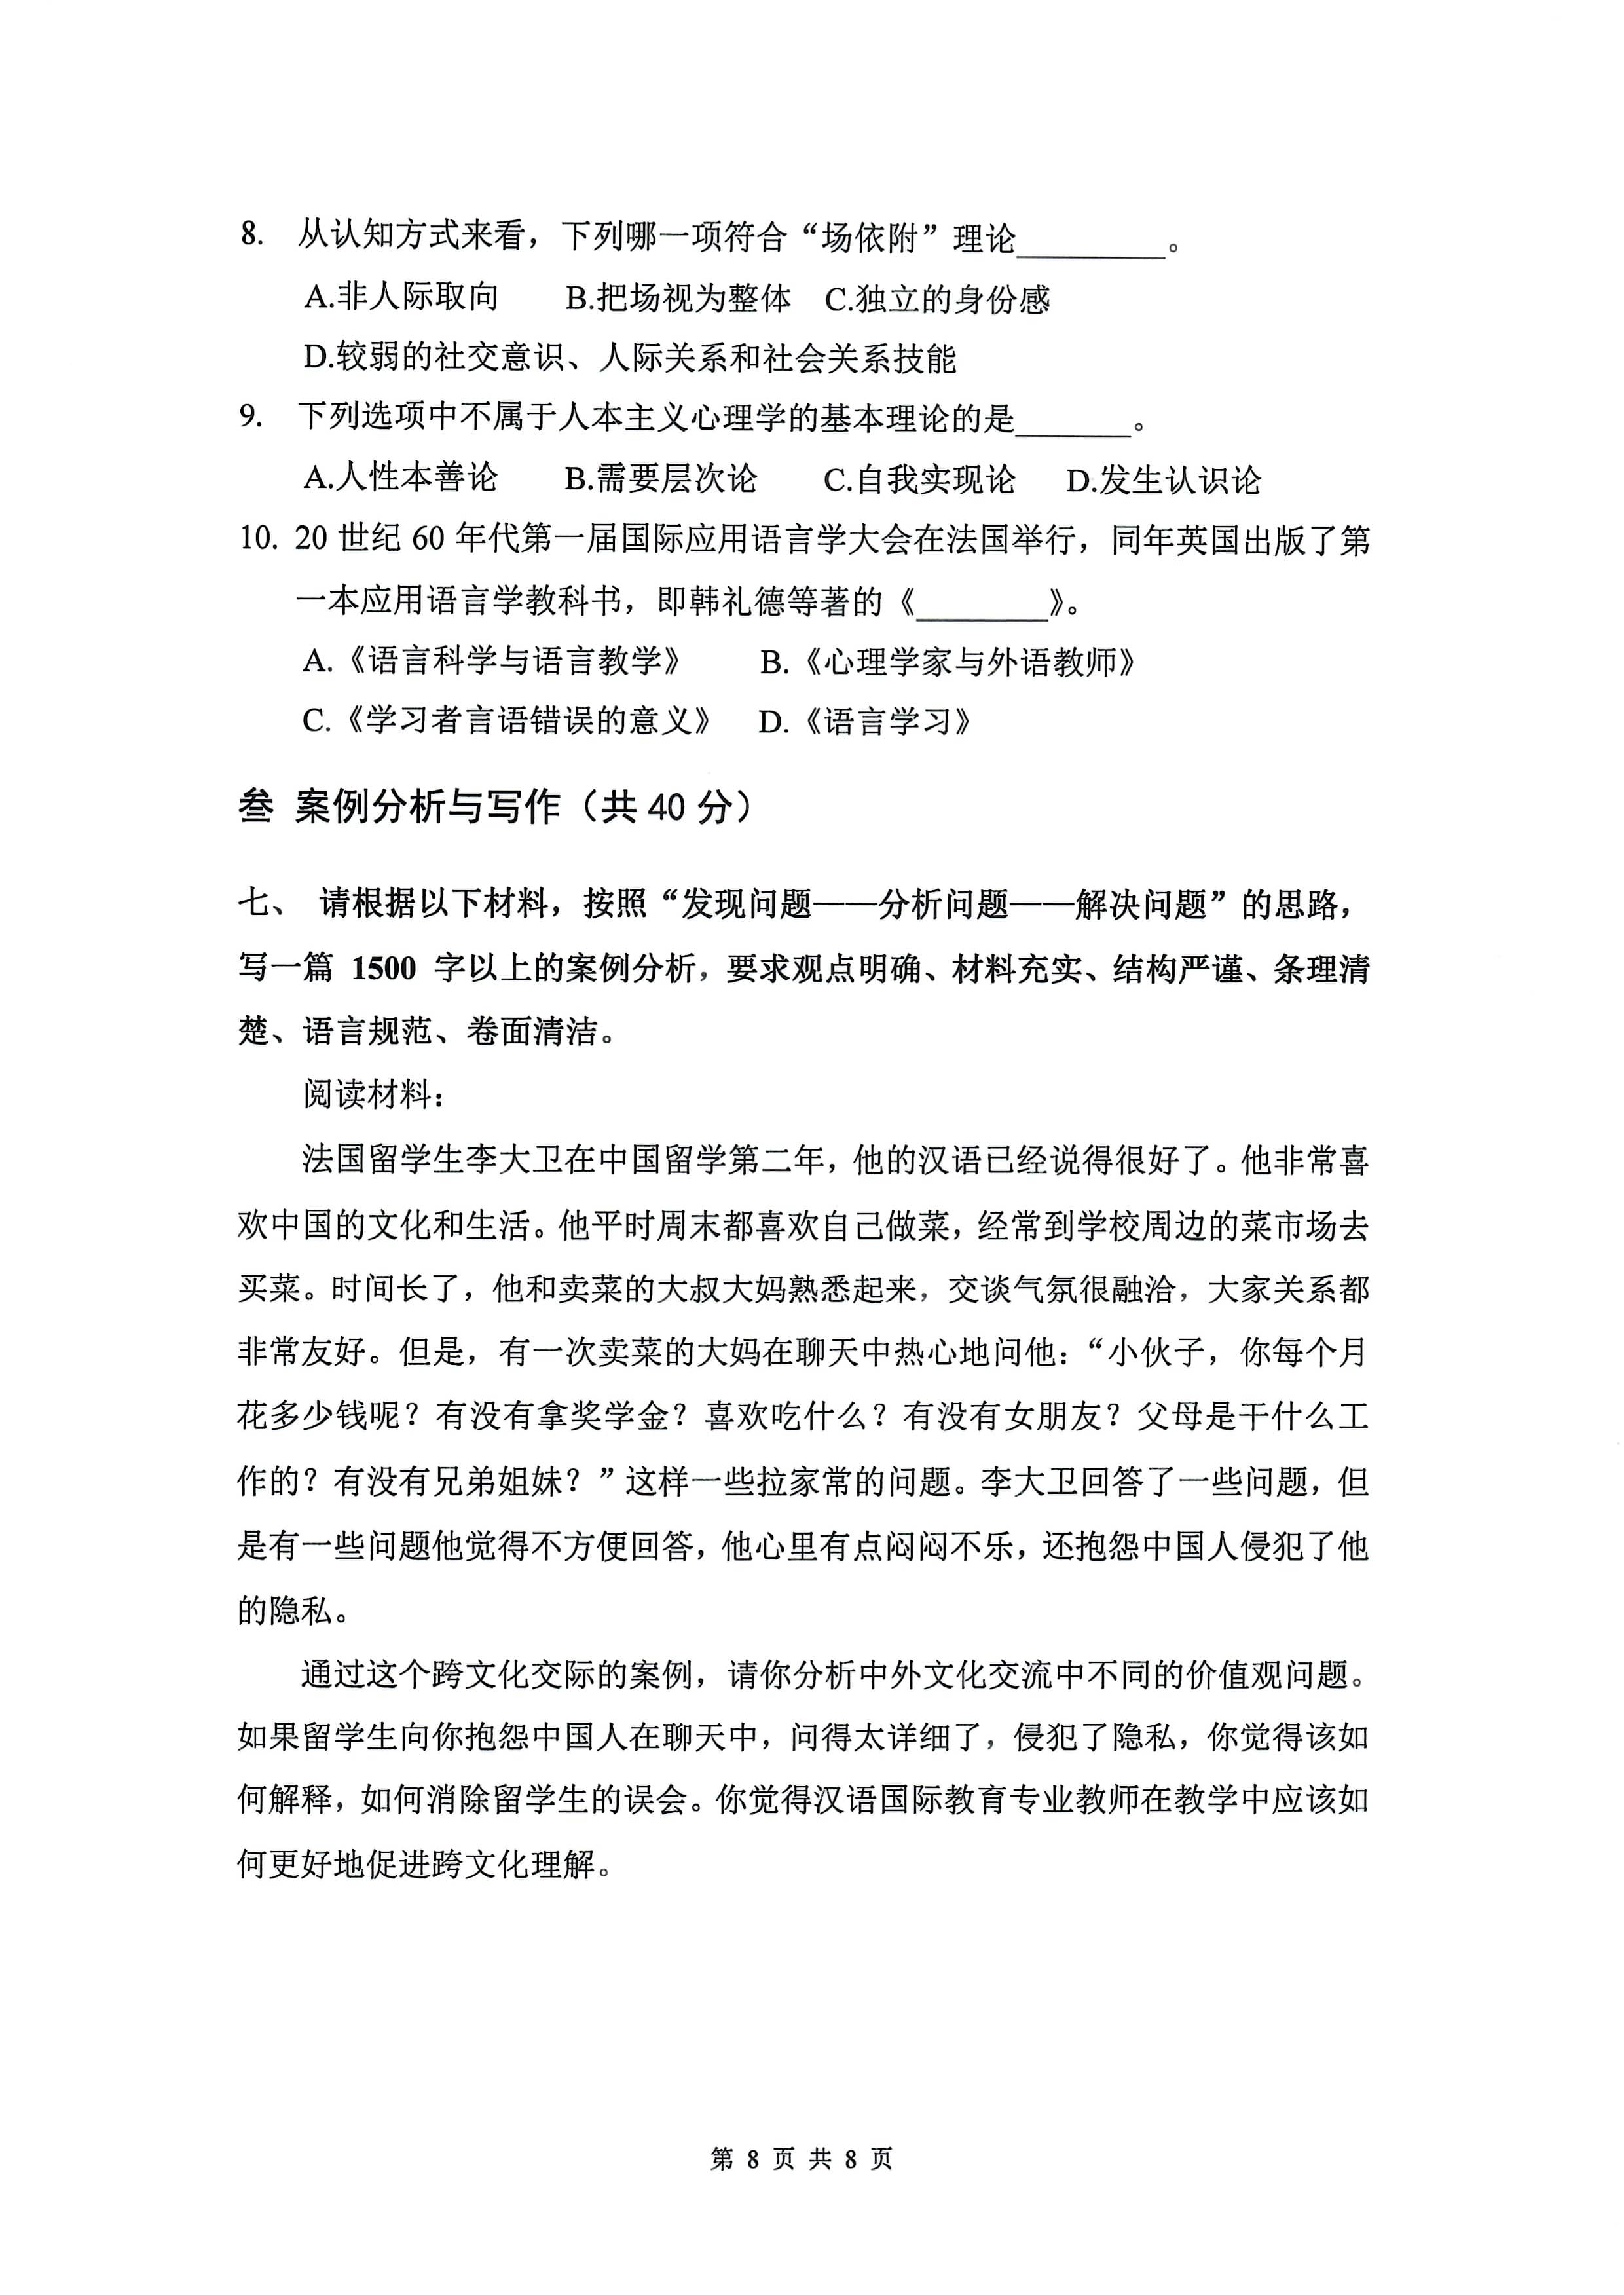 8. 从认知方式来看，下列哪一项符合“场依附”理论_________。
A.非人际取向 B.把场视为整体 C.独立的身份感
D.较弱的社交意识、人际关系和社会关系技能
9. 下列选项中不属于人本主义心理学的基本理论的是_______。
A.人性本善论 B.需要层次论 C.自我实现论 D.发生认识论
10. 20 世纪 60 年代第一届国际应用语言学大会在法国举行，同年英国出版了第
一本应用语言学教科书，即韩礼德等著的《________》。
A.《语言科学与语言教学》 B.《心理学家与外语教师》
C.《学习者言语错误的意义》 D.《语言学习》
叁 案例分析与写作（共 40 分）
七、 请根据以下材料，按照“发现问题——分析问题——解决问题”的思路，
写一篇 1500 字以上的案例分析，要求观点明确、材料充实、结构严谨、条理清
楚、语言规范、卷面清洁。
阅读材料：
法国留学生李大卫在中国留学第二年，他的汉语已经说得很好了。他非常喜
欢中国的文化和生活。他平时周末都喜欢自己做菜，经常到学校周边的菜市场去
买菜。时间长了，他和卖菜的大叔大妈熟悉起来，交谈气氛很融洽，大家关系都
非常友好。但是，有一次卖菜的大妈在聊天中热心地问他：“小伙子，你每个月
花多少钱呢？有没有拿奖学金？喜欢吃什么？有没有女朋友？父母是干什么工
作的？有没有兄弟姐妹？”这样一些拉家常的问题。李大卫回答了一些问题，但
是有一些问题他觉得不方便回答，他心里有点闷闷不乐，还抱怨中国人侵犯了他
的隐私。
通过这个跨文化交际的案例，请你分析中外文化交流中不同的价值观问题。
如果留学生向你抱怨中国人在聊天中，问得太详细了，侵犯了隐私，你觉得该如
何解释，如何消除留学生的误会。你觉得汉语国际教育专业教师在教学中应该如
何更好地促进跨文化理解。
第 8 页 共 8 页